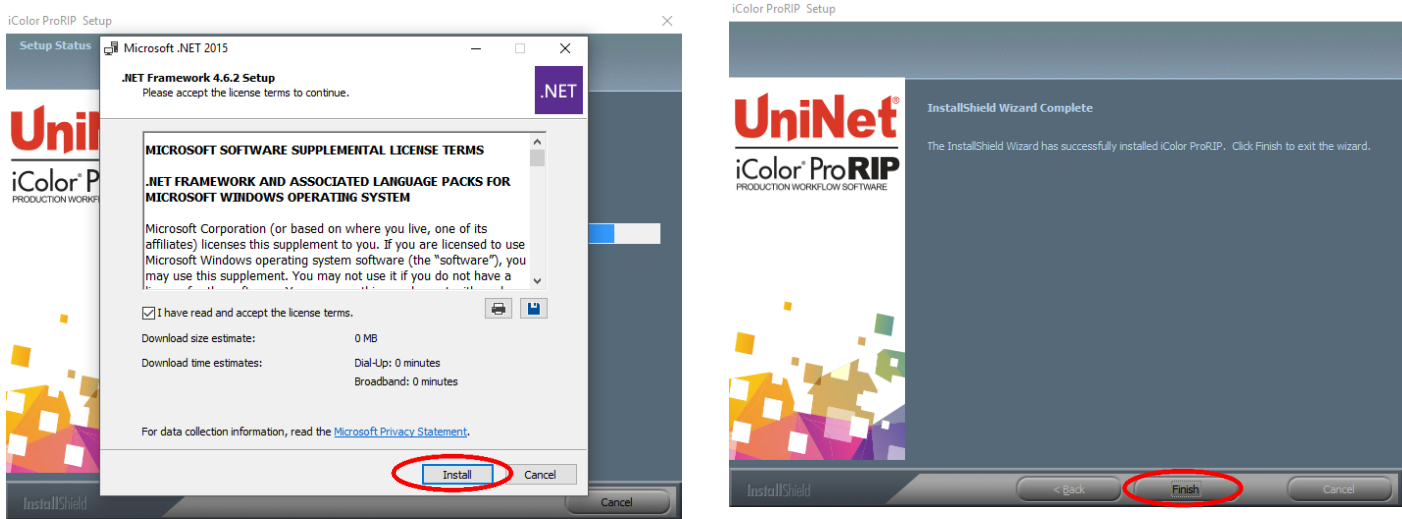 iColor ProRIP Setup
Setup Status
Microsoft .NET 2015
.NET Framework 4.6.2 Setup
Please accept the license terms to continue.
.NET
MICROSOFT SOFTWARE SUPPLEMENTAL LICENSE TERMS
.NET FRAMEWORK AND ASSOCIATED LANGUAGE PACKS FOR
MICROSOFT WINDOWS OPERATING SYSTEM
Microsoft Corporation (or based on where you live, one of its
affiliates) licenses this supplement to you. If you are licensed to use
Microsoft Windows operating system software (the “software”), you
may use this supplement. You may not use it if you do not have a
I have read and accept the license terms.
Download size estimate: 0 MB
Download time estimates: Dial-Up: 0 minutes
Broadband: 0 minutes
For data collection information, read the Microsoft Privacy Statement.
Install Cancel
iColor P
InstallShield
Cancel
iColor ProRIP Setup
UniNet®
iColor® ProRIP
PRODUCTION WORKFLOW SOFTWARE
InstallShield Wizard Complete
The InstallShield Wizard has successfully installed iColor ProRIP. Click Finish to exit the wizard.
InstallShield
< Back Finish Cancel